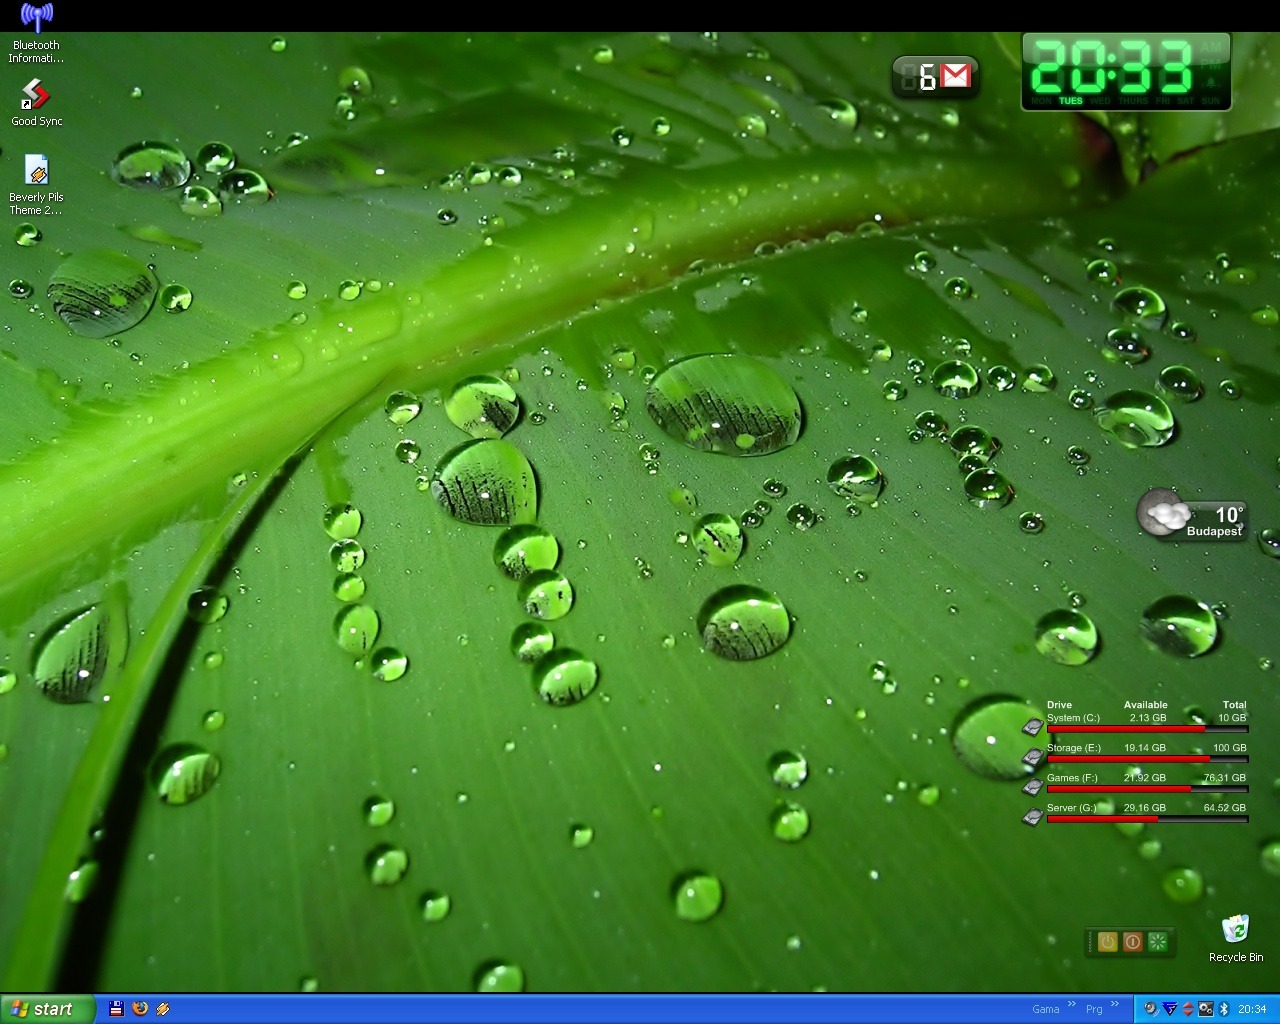 Bluetooth
Informati...
Good Sync
Beverly Pils
Theme 2...
6
20:33
AM
MON TUES WED THURS FRI SAT SUN
10°
Budapest
Drive Available Total
System (C:) 2.13 GB 10 GB
Storage (E:) 19.14 GB 100 GB
Games (F:) 21.92 GB 76.31 GB
Server (G:) 29.16 GB 64.52 GB
Recycle Bin
start
Gama » Prg »
20:34